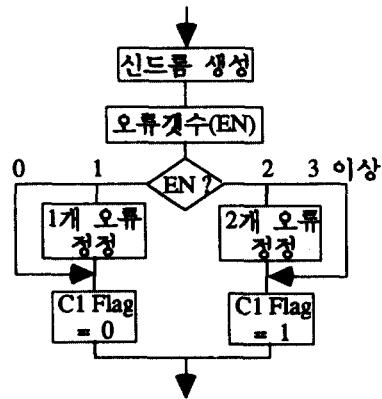 신드롬 생성
오류갯수(EN)
0 1 EN ? 2 3 이상
1개 오류
정정
2개 오류
정정
C1 Flag
= 0
C1 Flag
= 1